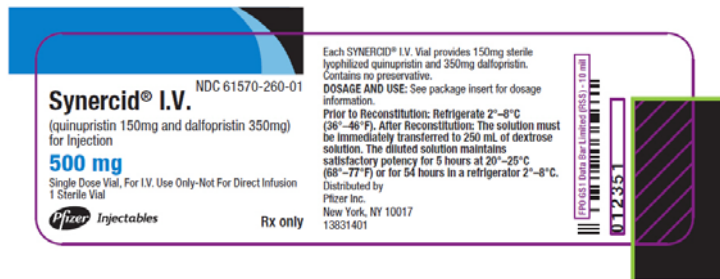 NDC 61570-260-01
Synercid® I.V.
(quinupristin 150mg and dalfopristin 350mg)
for Injection
500 mg
Single Dose Vial, For I.V. Use Only-Not For Direct Infusion
1 Sterile Vial
Pfizer Injectables
Rx only
Each SYNERCID® I.V. Vial provides 150mg sterile
lyophilized quinupristin and 350mg dalfopristin.
Contains no preservative.
DOSAGE AND USE: See package insert for dosage
information.
Prior to Reconstitution: Refrigerate 2°–8°C
(36°–46°F). After Reconstitution: The solution must
be immediately transferred to 250 mL of dextrose
solution. The diluted solution maintains
satisfactory potency for 5 hours at 20°–25°C
(68°–77°F) or for 54 hours in a refrigerator 2°–8°C.
Distributed by
Pfizer Inc.
New York, NY 10017
13831401
FPO GS1 Data Bar Limited (RSS) - 10 mil
012351